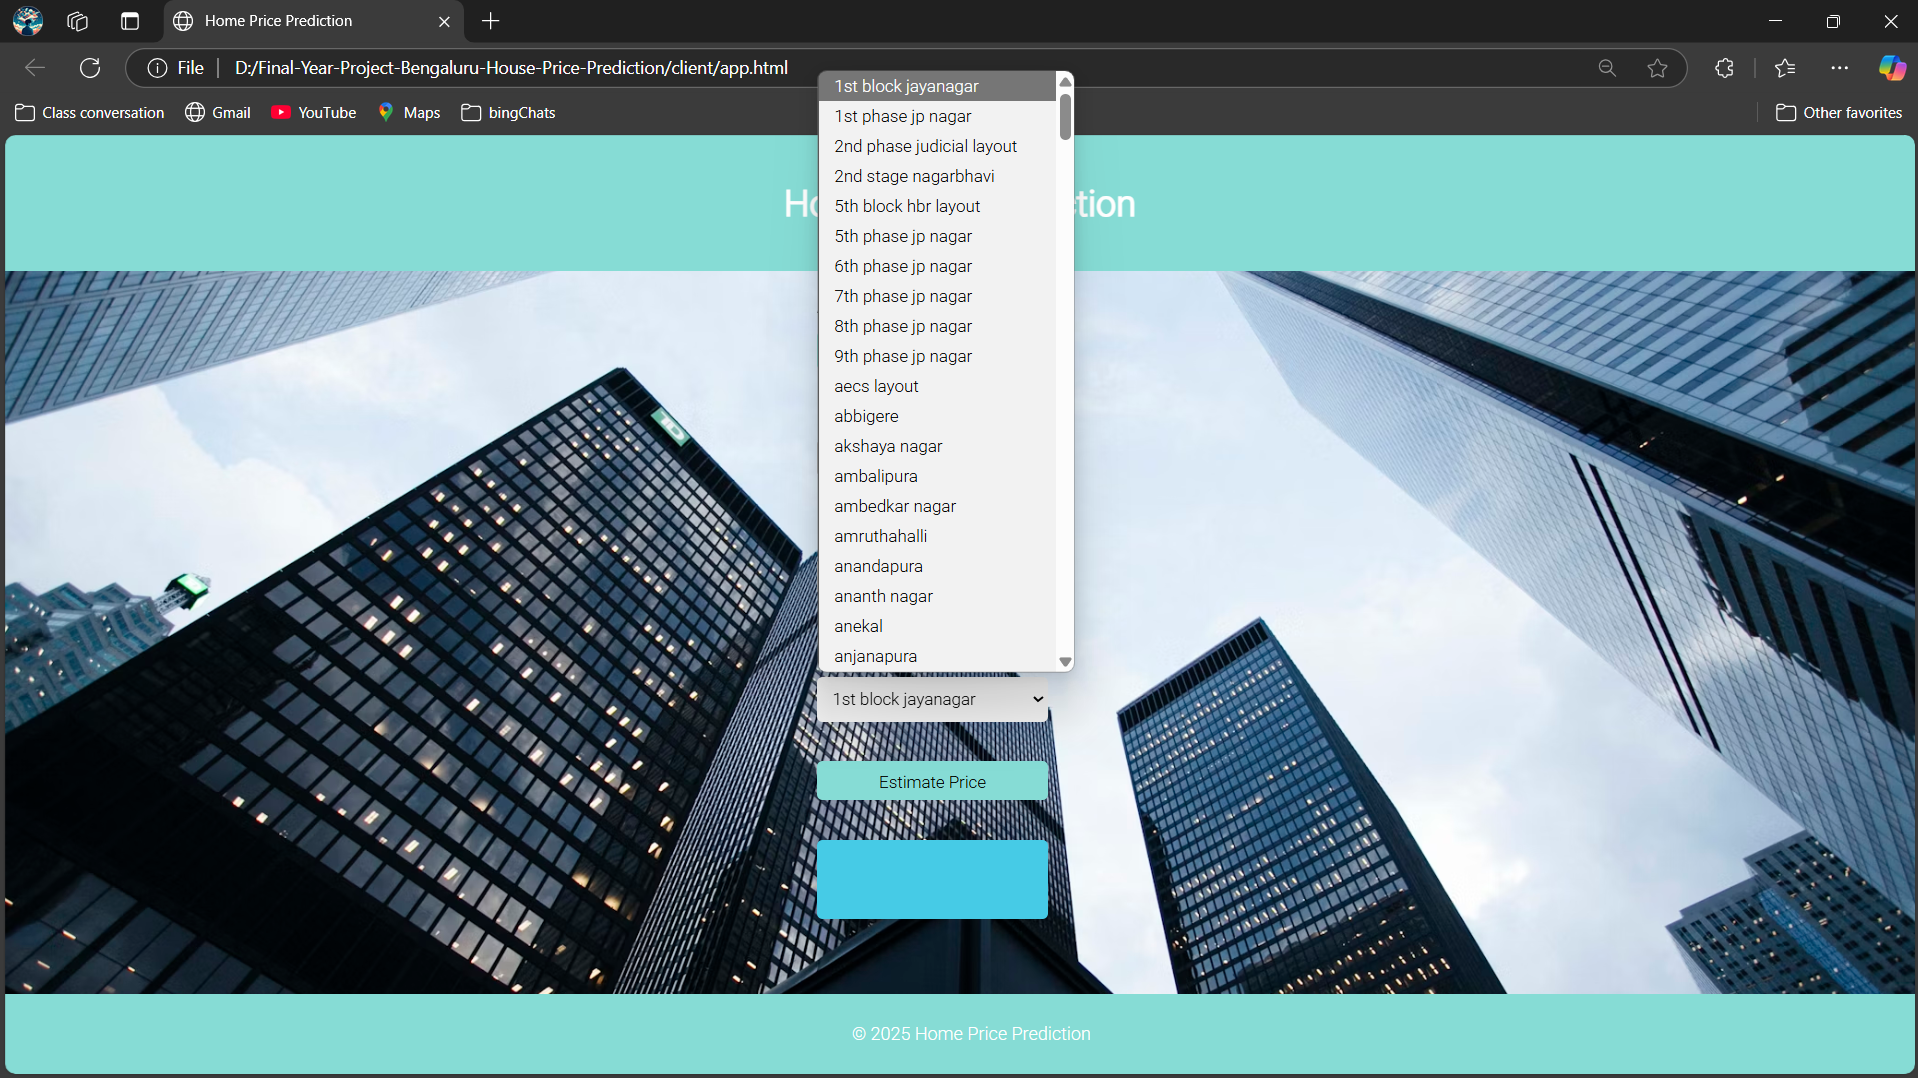 Home Price Prediction
File
D:/Final-Year-Project-Bengaluru-House-Price-Prediction/client/app.html
Class conversation
Gmail
YouTube
Maps
bingChats
Other favorites
1st block jayanagar
1st phase jp nagar
2nd phase judicial layout
2nd stage nagarbhavi
5th block hbr layout
5th phase jp nagar
6th phase jp nagar
7th phase jp nagar
8th phase jp nagar
9th phase jp nagar
aecs layout
abbigere
akshaya nagar
ambalipura
ambedkar nagar
amruthahalli
anandapura
ananth nagar
anekal
anjanapura
1st block jayanagar
Estimate Price
TD
© 2025 Home Price Prediction